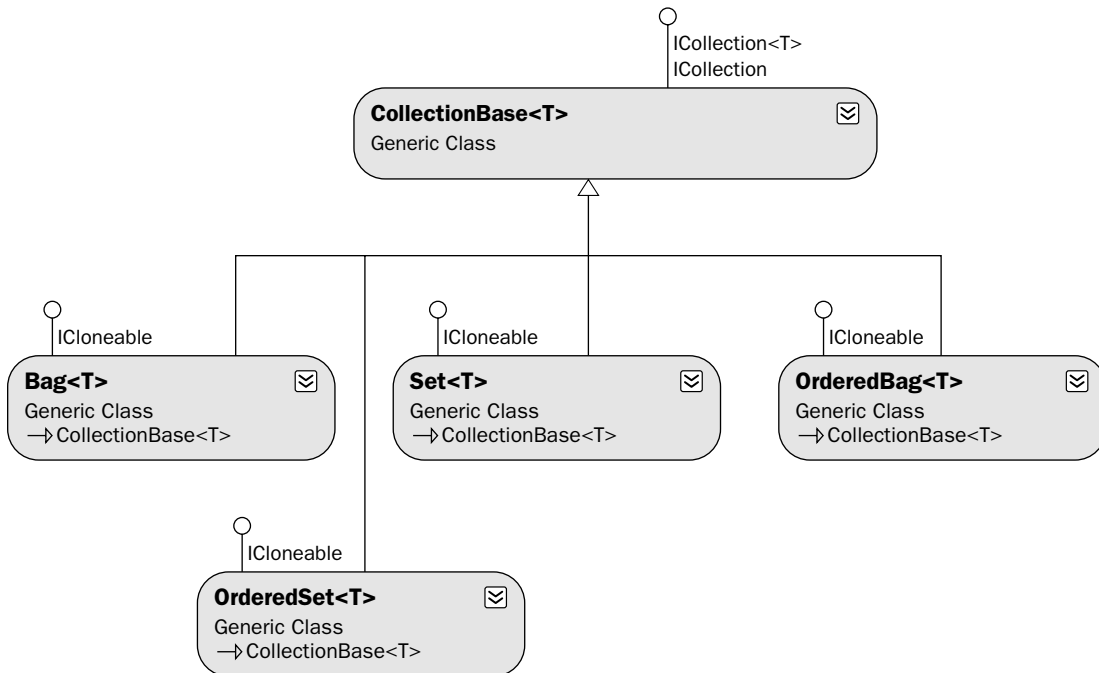 ICollection<T>
ICollection
CollectionBase<T>
Generic Class
ICloneable
Bag<T>
Generic Class
CollectionBase<T>
ICloneable
Set<T>
Generic Class
CollectionBase<T>
ICloneable
OrderedBag<T>
Generic Class
CollectionBase<T>
ICloneable
OrderedSet<T>
Generic Class
CollectionBase<T>